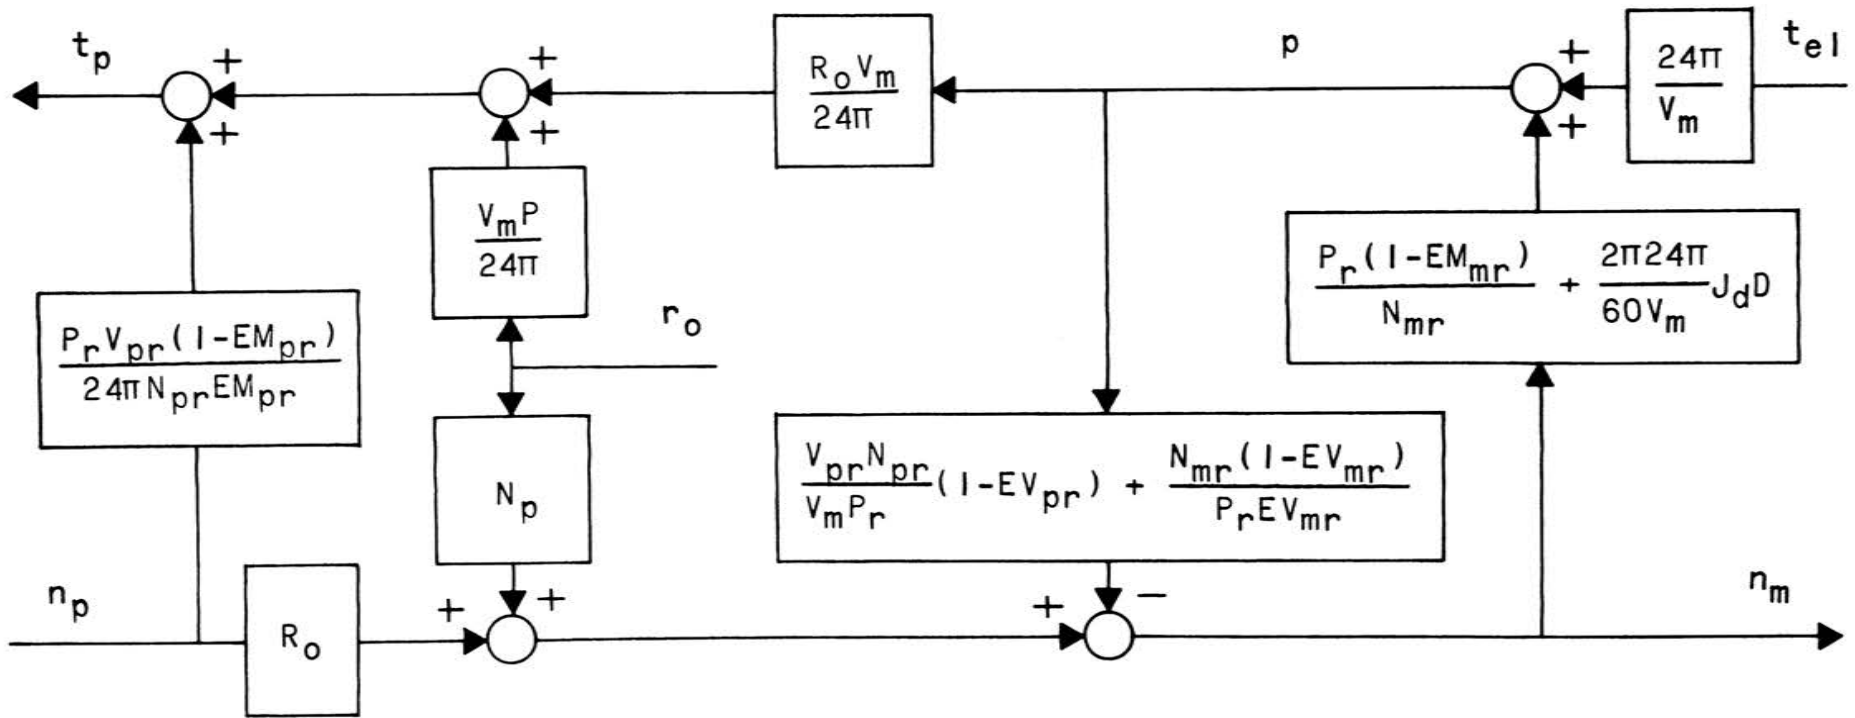 t_p
+
+
R_o V_m / 24π
p
+
24π / V_m
t_el
+
+
+
V_m P / 24π
r_o
P_r(1-EM_mr) / N_mr + 2π24π / 60V_m J_d D
P_r V_pr(1-EM_pr) / 24π N_pr EM_pr
N_p
V_pr N_pr / V_m P_r (1-EV_pr) + N_mr(1-EV_mr) / P_r EV_mr
n_p
R_o
+
+
+
−
n_m